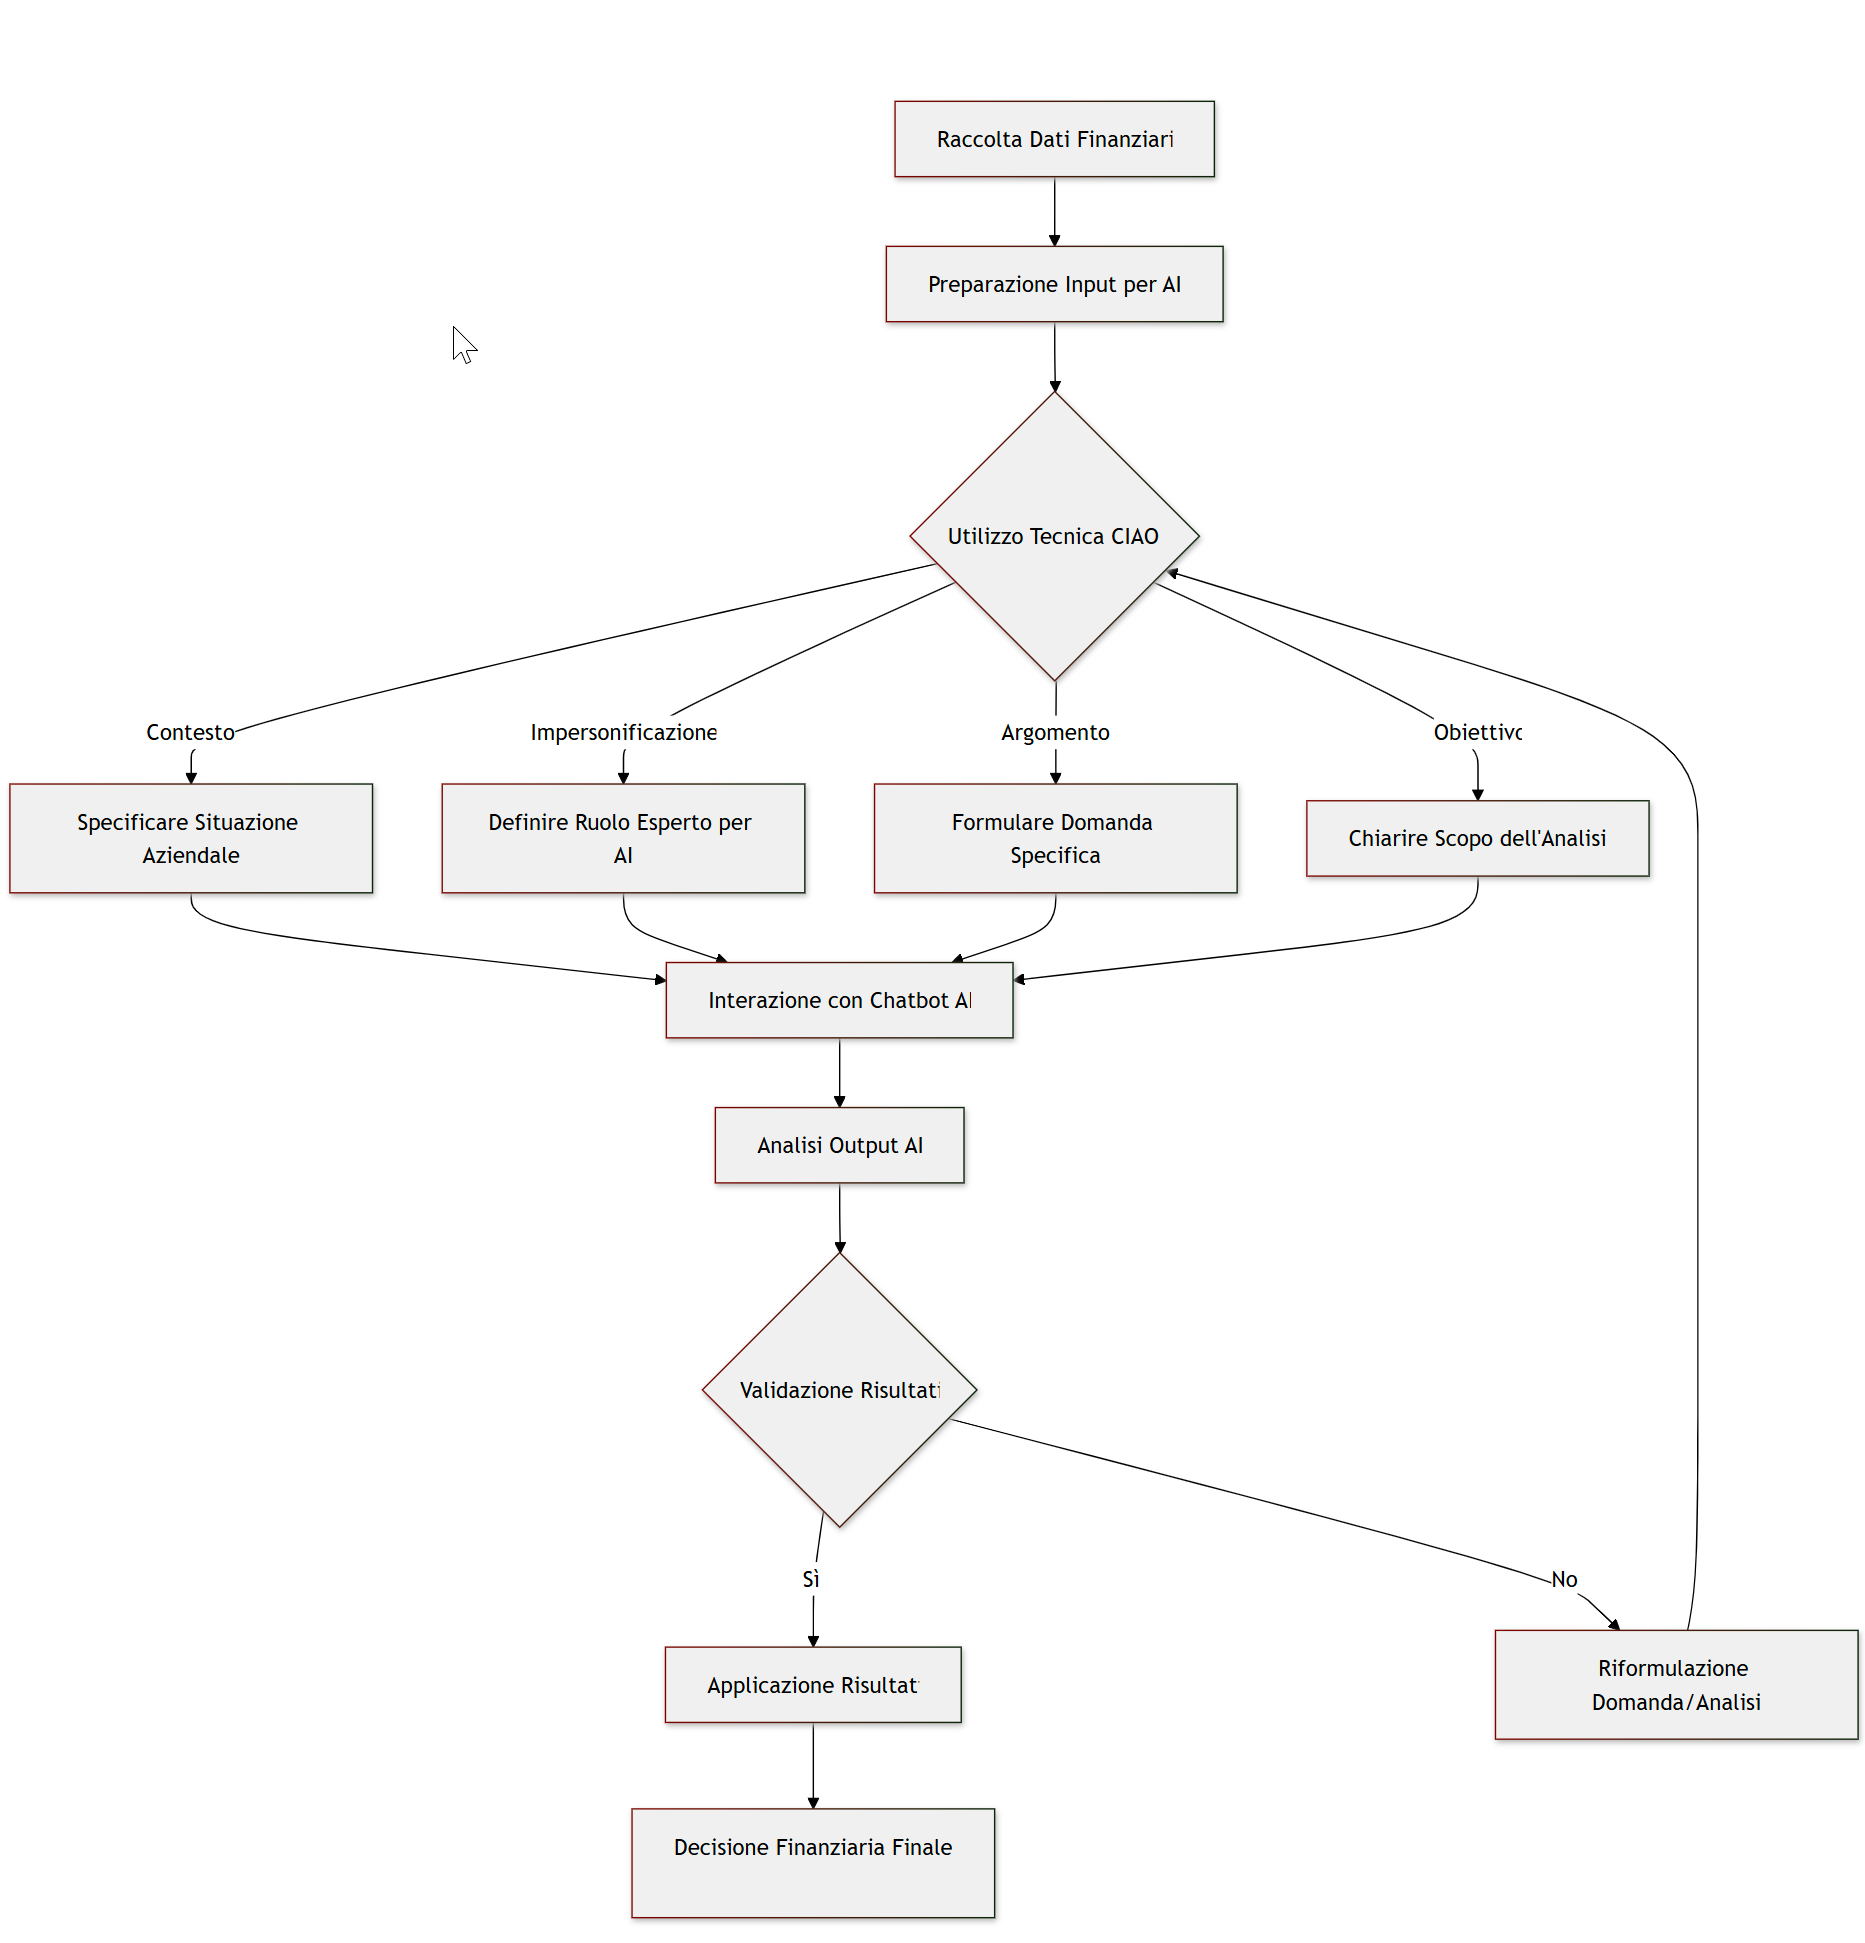 Raccolta Dati Finanziari
Preparazione Input per AI
Utilizzo Tecnica CIAO
Contesto
Impersonificazione
Argomento
Obiettivo
Specificare Situazione
Aziendale
Definire Ruolo Esperto per
AI
Formulare Domanda
Specifica
Chiarire Scopo dell'Analisi
Interazione con Chatbot AI
Analisi Output AI
Validazione Risultati
Sì
No
Applicazione Risultati
Riformulazione
Domanda/Analisi
Decisione Finanziaria Finale